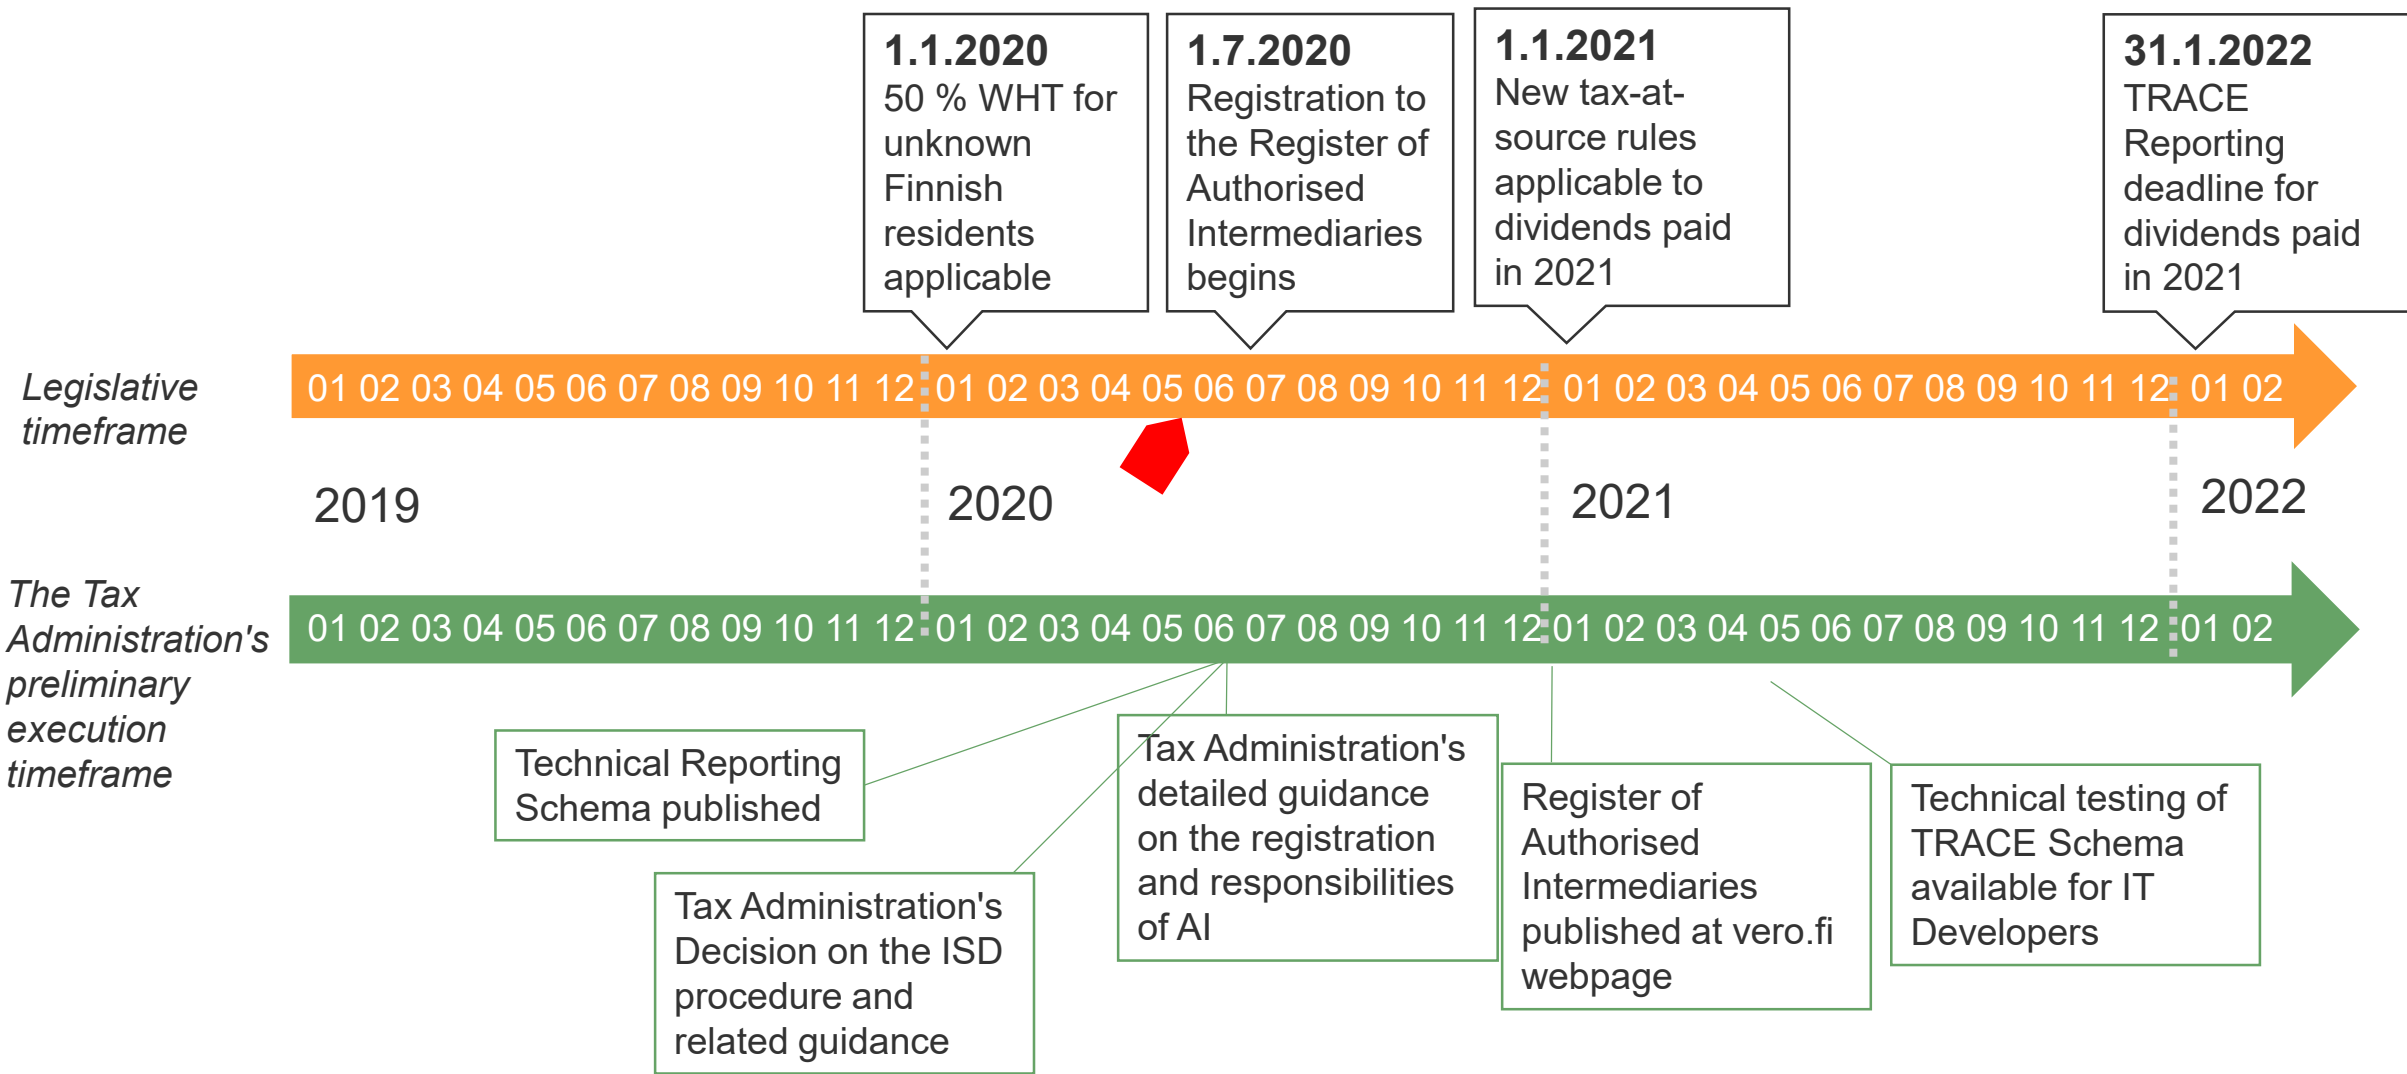 1.1.2020
50 % WHT for
unknown
Finnish
residents
applicable
1.7.2020
Registration to
the Register of
Authorised
Intermediaries
begins
1.1.2021
New tax-at-
source rules
applicable to
dividends paid
in 2021
31.1.2022
TRACE
Reporting
deadline for
dividends paid
in 2021
Legislative
timeframe
01 02 03 04 05 06 07 08 09 10 11 12 01 02 03 04 05 06 07 08 09 10 11 12 01 02 03 04 05 06 07 08 09 10 11 12 01 02
2019 2020 2021 2022
The Tax
Administration's
preliminary
execution
timeframe
01 02 03 04 05 06 07 08 09 10 11 12 01 02 03 04 05 06 07 08 09 10 11 12 01 02 03 04 05 06 07 08 09 10 11 12 01 02
Technical Reporting
Schema published
Tax Administration's
Decision on the ISD
procedure and
related guidance
Tax Administration's
detailed guidance
on the registration
and responsibilities
of AI
Register of
Authorised
Intermediaries
published at vero.fi
webpage
Technical testing of
TRACE Schema
available for IT
Developers